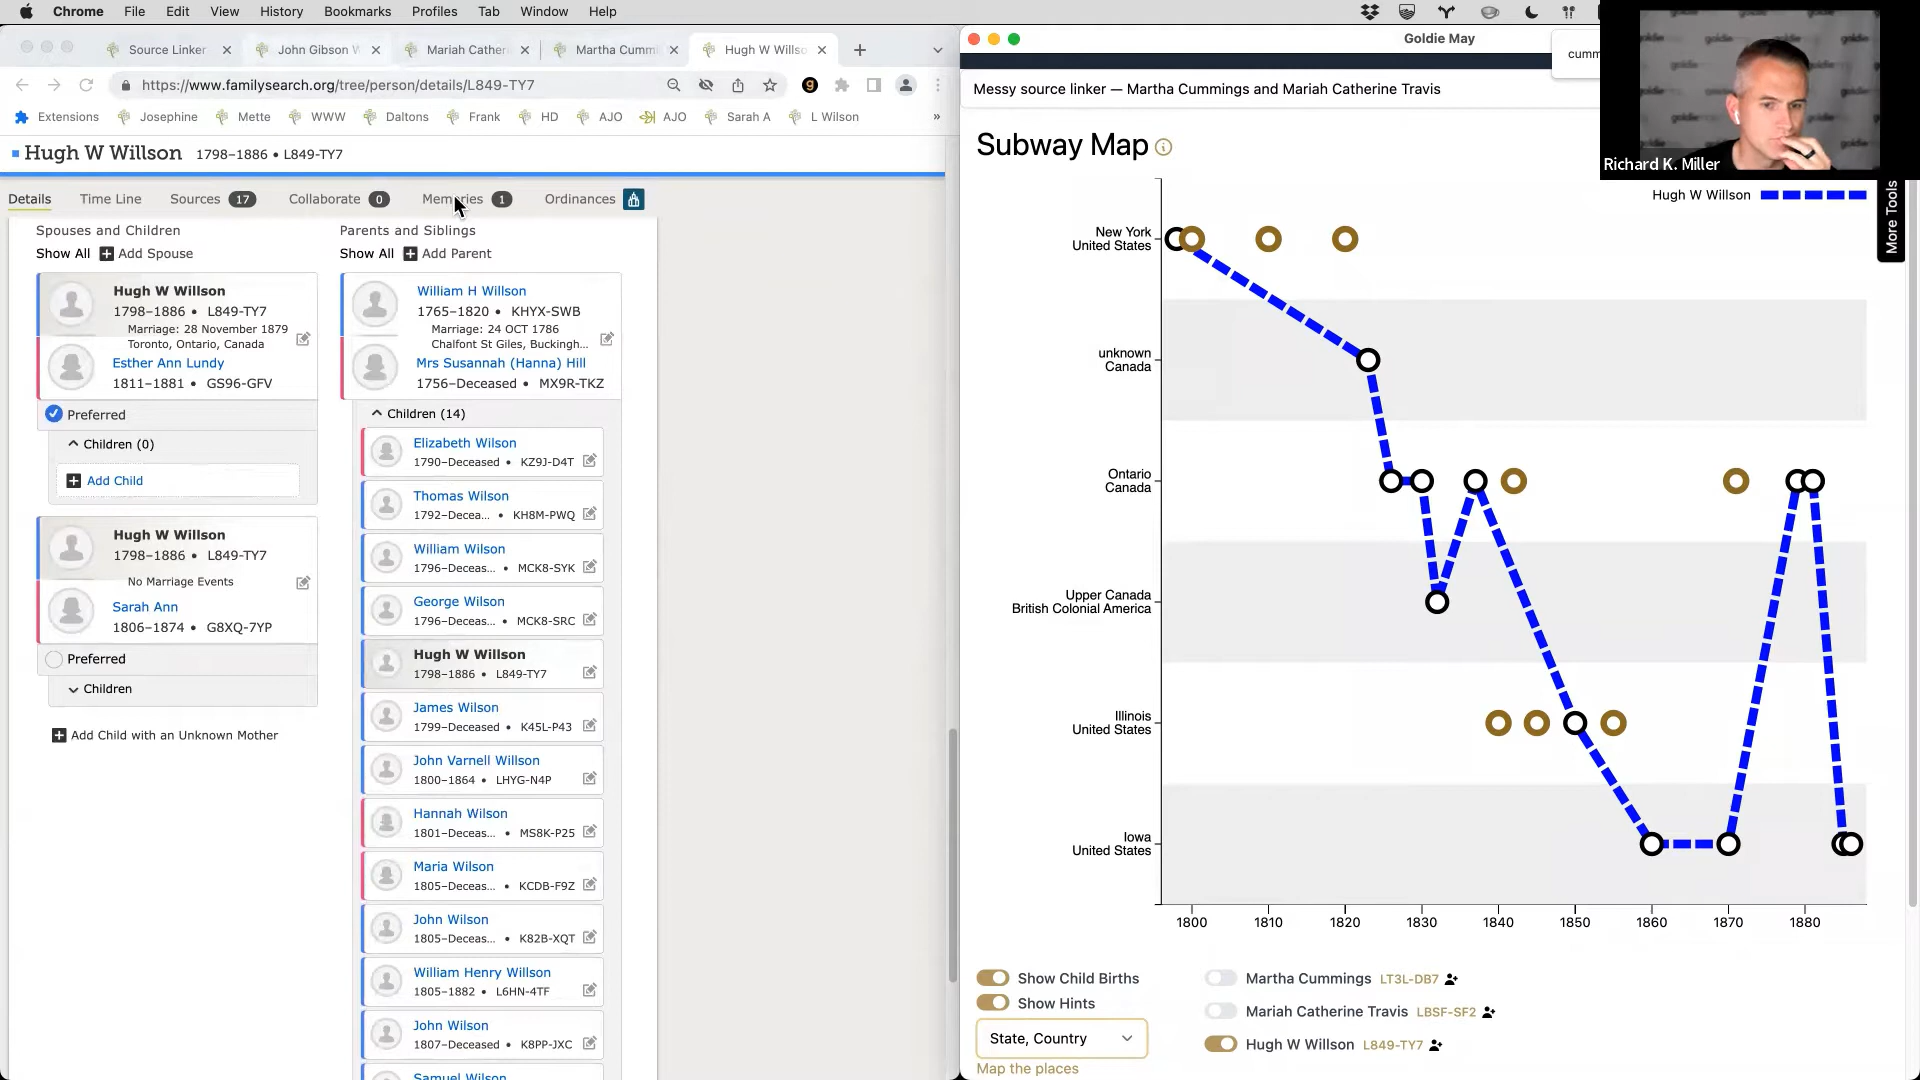 Chrome File Edit View History Bookmarks Profiles Tab Window Help
Source Linker
John Gibson W
Mariah Cather
Martha Cummi
Hugh W Willso
https://www.familysearch.org/tree/person/details/L849-TY7
Extensions Josephine Mette WWW Daltons Frank HD AJO AJO Sarah A L Wilson »
Hugh W Willson 1798–1886 • L849-TY7
Details Time Line Sources 17 Collaborate 0 Memories 1 Ordinances
Spouses and Children
Show All Add Spouse
Hugh W Willson
1798–1886 • L849-TY7
Marriage: 28 November 1879
Toronto, Ontario, Canada
Esther Ann Lundy
1811–1881 • GS96-GFV
Preferred
Children (0)
Add Child
Hugh W Willson
1798–1886 • L849-TY7
No Marriage Events
Sarah Ann
1806–1874 • G8XQ-7YP
Preferred
Children
Add Child with an Unknown Mother
Parents and Siblings
Show All Add Parent
William H Willson
1765–1820 • KHYX-SWB
Marriage: 24 OCT 1786
Chalfont St Giles, Buckingh...
Mrs Susannah (Hanna) Hill
1756–Deceased • MX9R-TKZ
Children (14)
Elizabeth Wilson
1790–Deceased • KZ9J-D4T
Thomas Wilson
1792–Decea... • KH8M-PWQ
William Wilson
1796–Deceas... • MCK8-SYK
George Wilson
1796–Deceas... • MCK8-SRC
Hugh W Willson
1798–1886 • L849-TY7
James Wilson
1799–Deceased • K45L-P43
John Varnell Willson
1800–1864 • LHYG-N4P
Hannah Wilson
1801–Deceas... • MS8K-P25
Maria Wilson
1805–Deceas... • KCDB-F9Z
John Wilson
1805–Deceas... • K82B-XQT
William Henry Willson
1805–1882 • L6HN-4TF
John Wilson
1807–Deceased • K8PP-JXC
Samuel Wilson
Goldie May
cumm
Messy source linker — Martha Cummings and Mariah Catherine Travis
Richard K. Miller
Subway Map
Hugh W Willson
More Tools
New York
United States
unknown
Canada
Ontario
Canada
Upper Canada
British Colonial America
Illinois
United States
Iowa
United States
1800 1810 1820 1830 1840 1850 1860 1870 1880
Show Child Births
Show Hints
State, Country
Map the places
Martha Cummings LT3L-DB7
Mariah Catherine Travis LBSF-SF2
Hugh W Willson L849-TY7